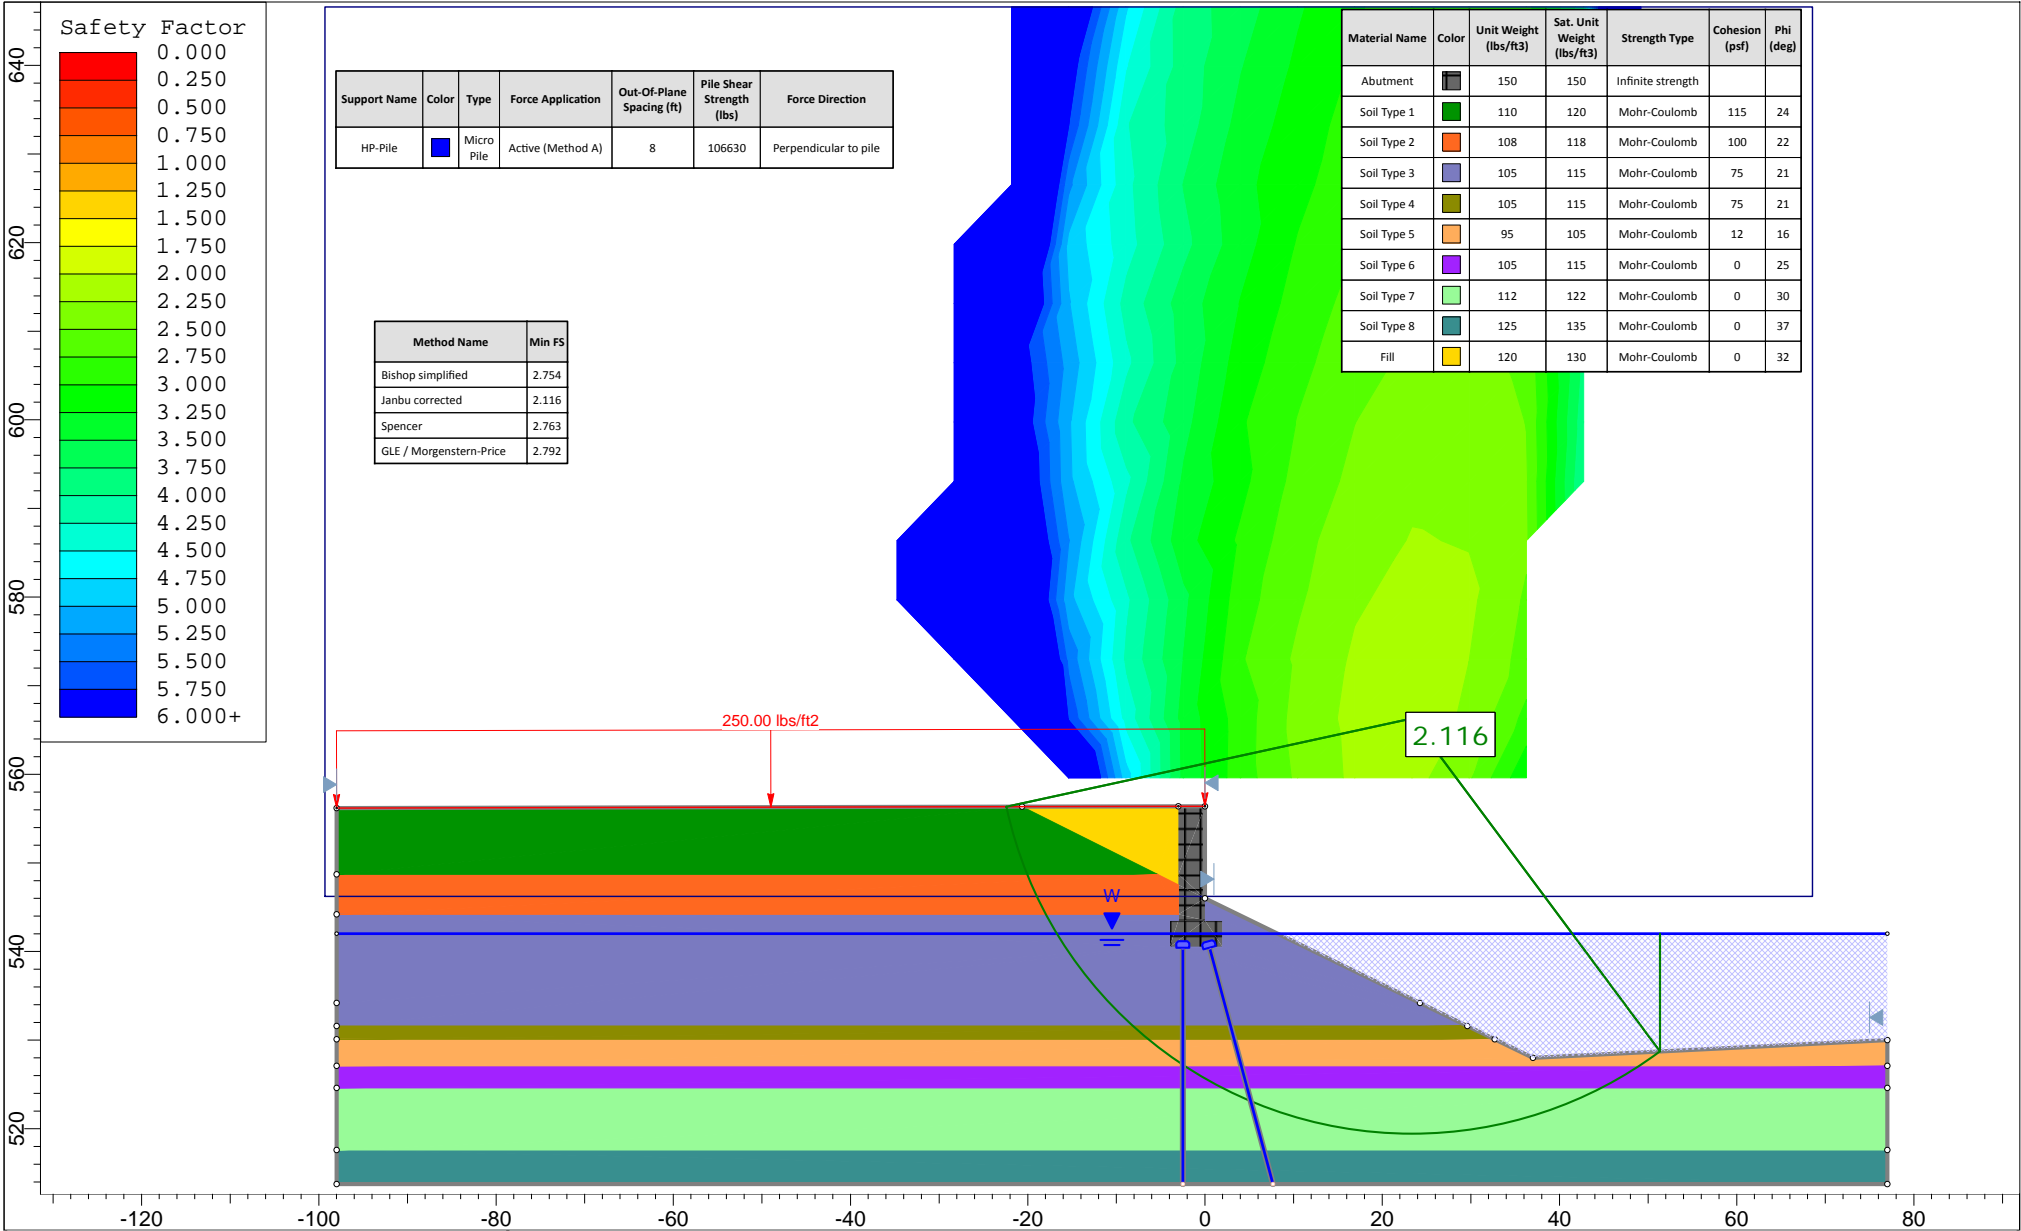 Safety Factor
0.000
0.250
0.500
0.750
1.000
1.250
1.500
1.750
2.000
2.250
2.500
2.750
3.000
3.250
3.500
3.750
4.000
4.250
4.500
4.750
5.000
5.250
5.500
5.750
6.000+
Support Name Color Type Force Application Out-Of-Plane Spacing (ft) Pile Shear Strength (lbs) Force Direction
HP-Pile Micro Pile Active (Method A) 8 106630 Perpendicular to pile
Method Name Min FS
Bishop simplified 2.754
Janbu corrected 2.116
Spencer 2.763
GLE / Morgenstern-Price 2.792
Material Name Color Unit Weight (lbs/ft3) Sat. Unit Weight (lbs/ft3) Strength Type Cohesion (psf) Phi (deg)
Abutment 150 150 Infinite strength
Soil Type 1 110 120 Mohr-Coulomb 115 24
Soil Type 2 108 118 Mohr-Coulomb 100 22
Soil Type 3 105 115 Mohr-Coulomb 75 21
Soil Type 4 105 115 Mohr-Coulomb 75 21
Soil Type 5 95 105 Mohr-Coulomb 12 16
Soil Type 6 105 115 Mohr-Coulomb 0 25
Soil Type 7 112 122 Mohr-Coulomb 0 30
Soil Type 8 125 135 Mohr-Coulomb 0 37
Fill 120 130 Mohr-Coulomb 0 32
250.00 lbs/ft2
2.116
W
640
620
600
580
560
540
520
-120 -100 -80 -60 -40 -20 0 20 40 60 80